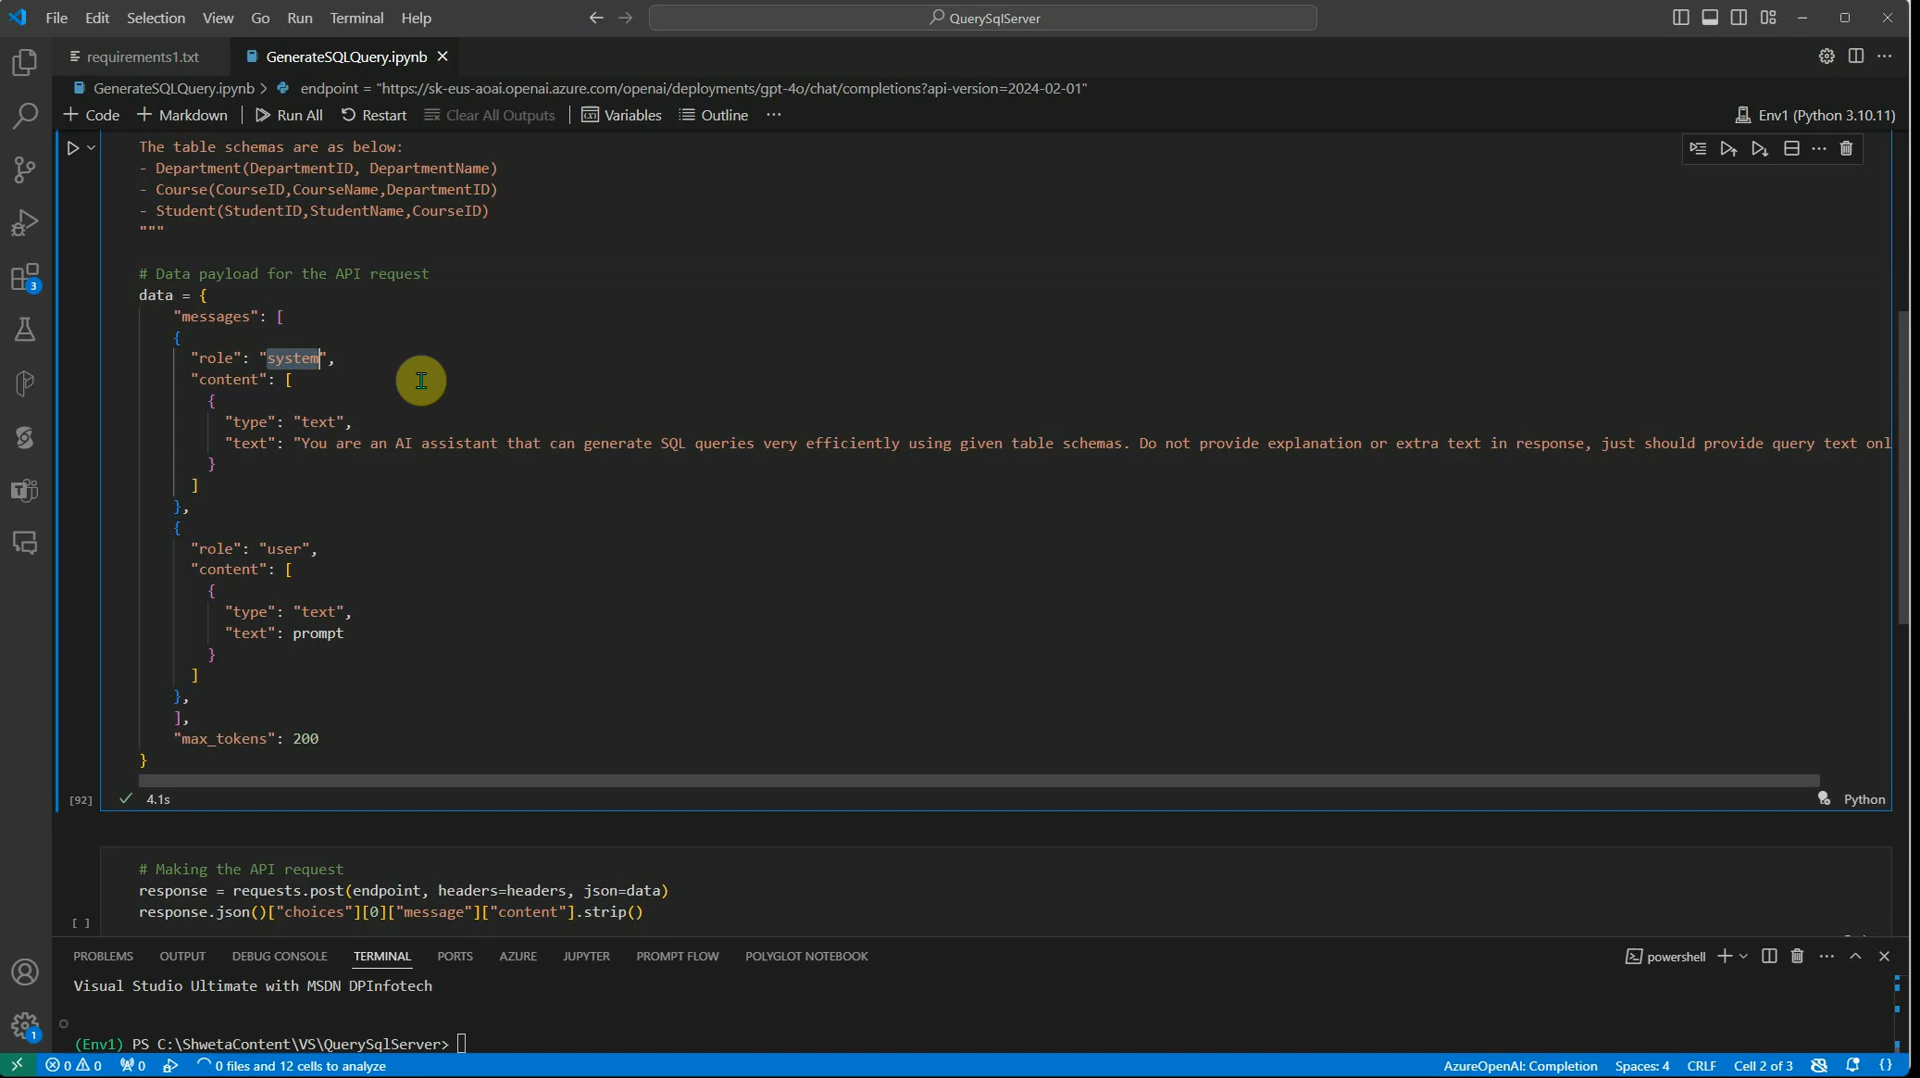 File Edit Selection View Go Run Terminal Help
QuerySqlServer
requirements1.txt
GenerateSQLQuery.ipynb
GenerateSQLQuery.ipynb > endpoint = "https://sk-eus-aoai.openai.azure.com/openai/deployments/gpt-4o/chat/completions?api-version=2024-02-01"
+ Code + Markdown Run All Restart Clear All Outputs Variables Outline ... Env1 (Python 3.10.11)
The table schemas are as below:
- Department(DepartmentID, DepartmentName)
- Course(CourseID,CourseName,DepartmentID)
- Student(StudentID,StudentName,CourseID)
"""
# Data payload for the API request
data = {
"messages": [
{
"role": "system",
"content": [
{
"type": "text",
"text": "You are an AI assistant that can generate SQL queries very efficiently using given table schemas. Do not provide explanation or extra text in response, just should provide query text onl
}
]
},
{
"role": "user",
"content": [
{
"type": "text",
"text": prompt
}
]
},
],
"max_tokens": 200
}
[92] 4.1s Python
# Making the API request
response = requests.post(endpoint, headers=headers, json=data)
response.json()["choices"][0]["message"]["content"].strip()
[ ]
PROBLEMS OUTPUT DEBUG CONSOLE TERMINAL PORTS AZURE JUPYTER PROMPT FLOW POLYGLOT NOTEBOOK powershell
Visual Studio Ultimate with MSDN DPInfotech
(Env1) PS C:\ShwetaContent\VS\QuerySqlServer>
0 0 0 0 files and 12 cells to analyze AzureOpenAI: Completion Spaces: 4 CRLF Cell 2 of 3
3
1